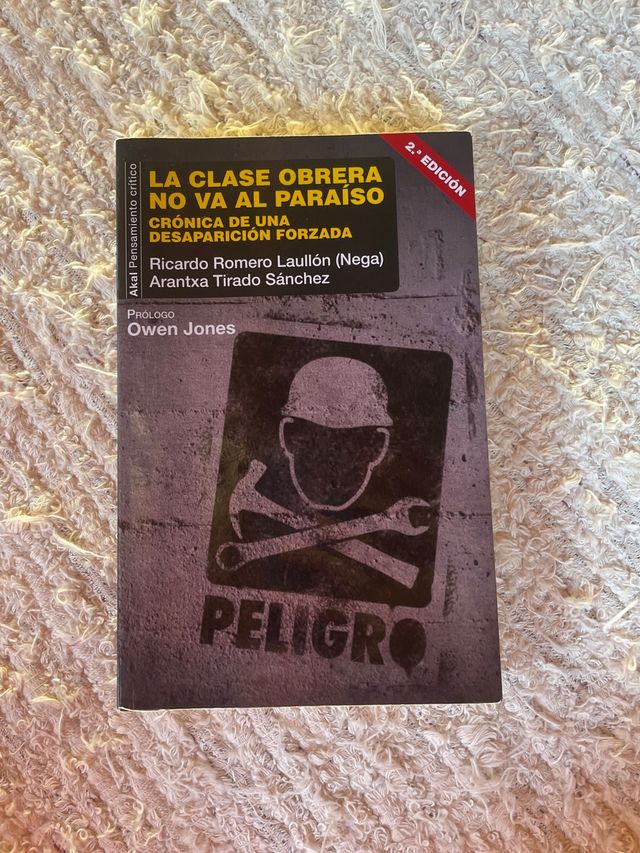 2.ª EDICIÓN
Akal Pensamiento crítico
LA CLASE OBRERA
NO VA AL PARAÍSO
CRÓNICA DE UNA
DESAPARICIÓN FORZADA
Ricardo Romero Laullón (Nega)
Arantxa Tirado Sánchez
PRÓLOGO
Owen Jones
PELIGRO